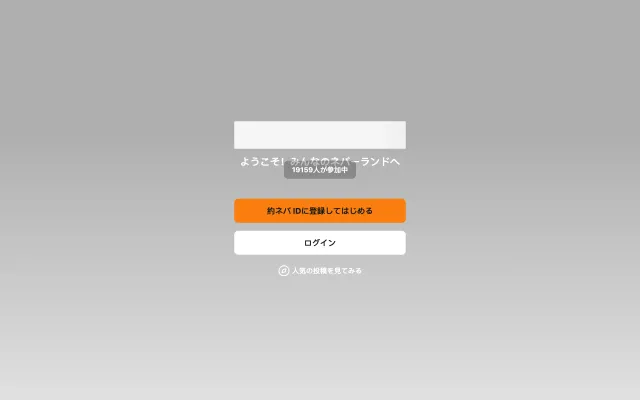 ようこそ!みんなのネバーランドへ
19159人が参加中
約ネバ IDに登録してはじめる
ログイン
人気の投稿を見てみる